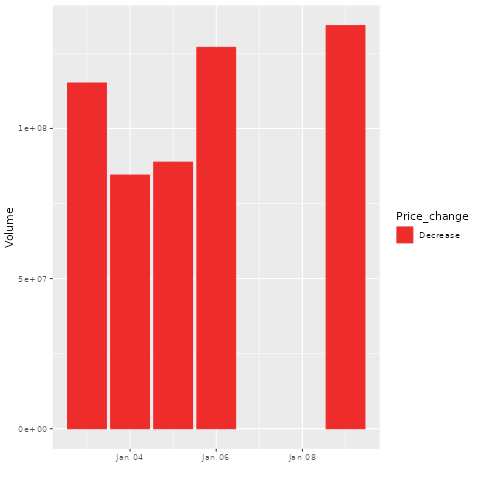 Volume
1e+08
5e+07
0e+00
Jan 04
Jan 06
Jan 08
Price_change
Decrease